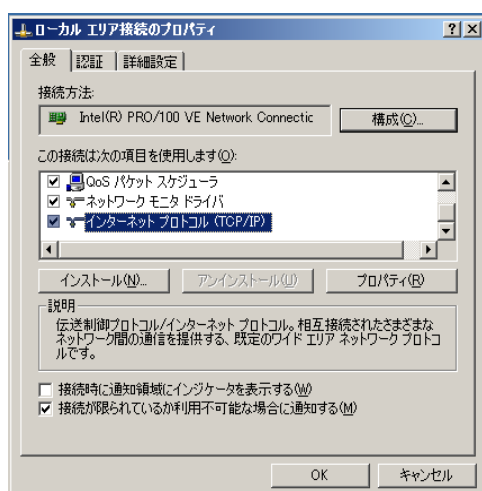 ローカル エリア接続のプロパティ
全般
認証
詳細設定
接続方法:
Intel(R) PRO/100 VE Network Connectic
構成(C)...
この接続は次の項目を使用します(O):
QoS パケット スケジューラ
ネットワーク モニタ ドライバ
インターネット プロトコル (TCP/IP)
インストール(N)...
アンインストール(U)
プロパティ(R)
説明
伝送制御プロトコル/インターネット プロトコル。相互接続されたさまざまな
ネットワーク間の通信を提供する、既定のワイド エリア ネットワーク プロトコ
ルです。
接続時に通知領域にインジケータを表示する(W)
接続が限られているか利用不可能な場合に通知する(M)
OK
キャンセル